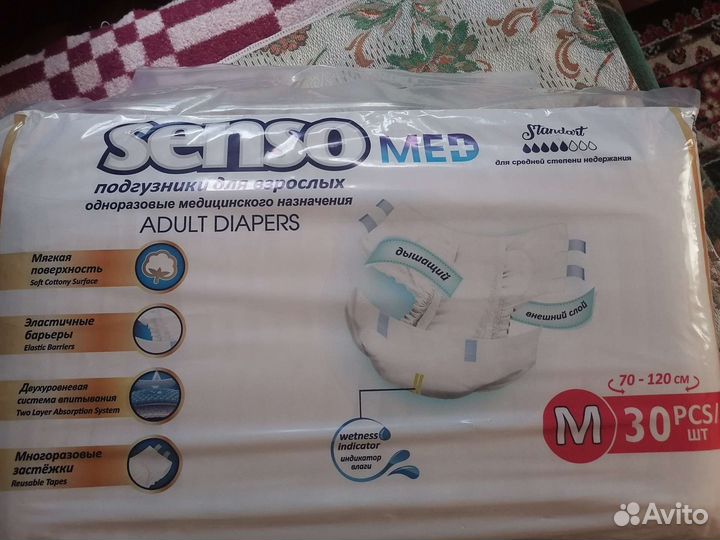 senso MED
Standart
для средней степени недержания
подгузники для взрослых
одноразовые медицинского назначения
ADULT DIAPERS
Мягкая
поверхность
Soft Cottony Surface
Эластичные
барьеры
Elastic Barriers
Двухуровневая
система впитывания
Two Layer Absorption System
Многоразовые
застёжки
Reusable Tapes
дышащий
внешний слой
wetness
indicator
индикатор
влаги
70 - 120 см
M 30 PCS/
шт
Avito